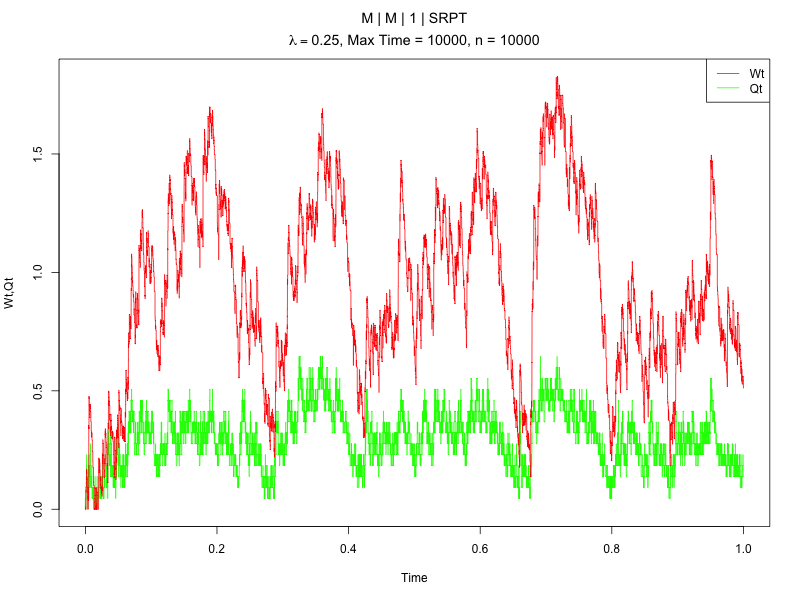 M | M | 1 | SRPT
λ = 0.25, Max Time = 10000, n = 10000
Wt
Qt
1.5
1.0
0.5
0.0
Wt,Qt
0.0 0.2 0.4 0.6 0.8 1.0
Time